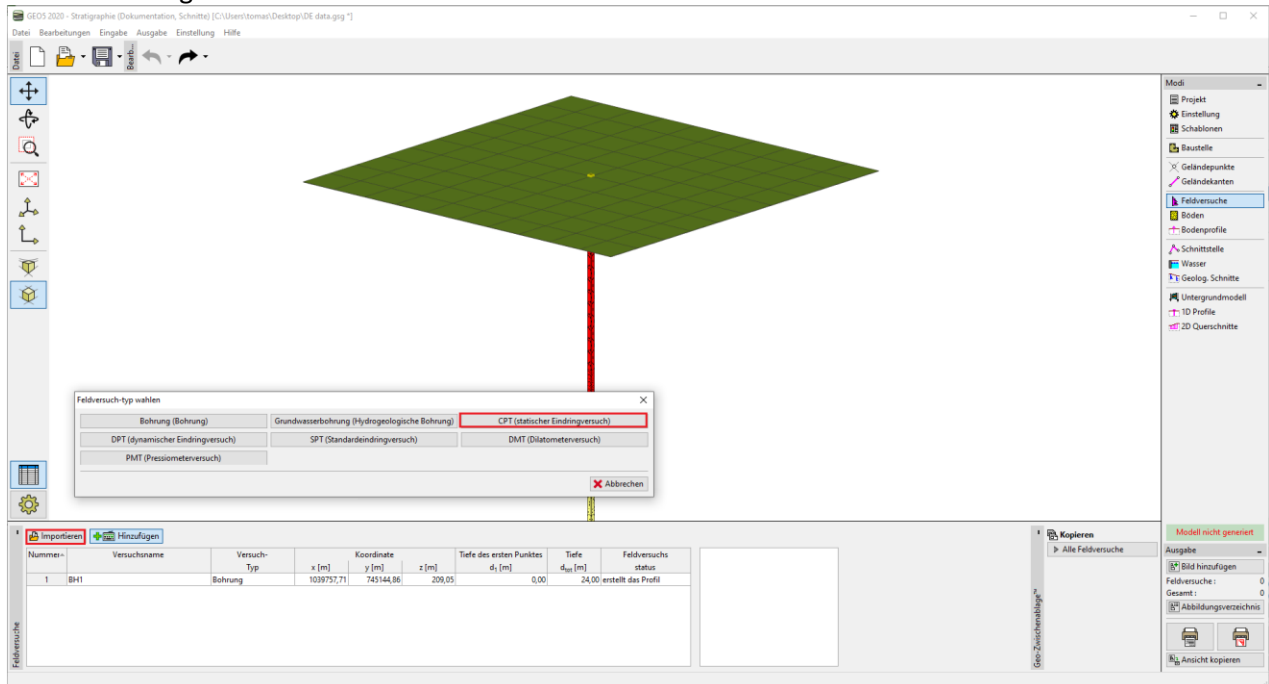 GEO5 2020 - Stratigraphie (Dokumentation, Schnitte) [C:\Users\tomas\Desktop\DE data.gsg *]
Datei Bearbeitungen Eingabe Ausgabe Einstellung Hilfe
Datei
Bearb...
Modi
Projekt
Einstellung
Schablonen
Baustelle
Geländepunkte
Geländekanten
Feldversuche
Böden
Bodenprofile
Schnittstelle
Wasser
Geolog. Schnitte
Untergrundmodell
1D Profile
2D Querschnitte
Feldversuch-typ wahlen
Bohrung (Bohrung) Grundwasserbohrung (Hydrogeologische Bohrung) CPT (statischer Eindringversuch)
DPT (dynamischer Eindringversuch) SPT (Standardeindringversuch) DMT (Dilatometerversuch)
PMT (Pressiometerversuch)
Abbrechen
Importieren Hinzufügen
Nummer Versuchsname Versuch- Koordinate Tiefe des ersten Punktes Tiefe Feldversuchs
Typ x [m] y [m] z [m] d1 [m] dtot [m] status
1 BH1 Bohrung 1039757,71 745144,86 209,05 0,00 24,00 erstellt das Profil
Feldversuche
Geo-Zwischenablage™
Kopieren
Alle Feldversuche
Modell nicht generiert
Ausgabe
Bild hinzufügen
Feldversuche : 0
Gesamt : 0
Abbildungsverzeichnis
Ansicht kopieren